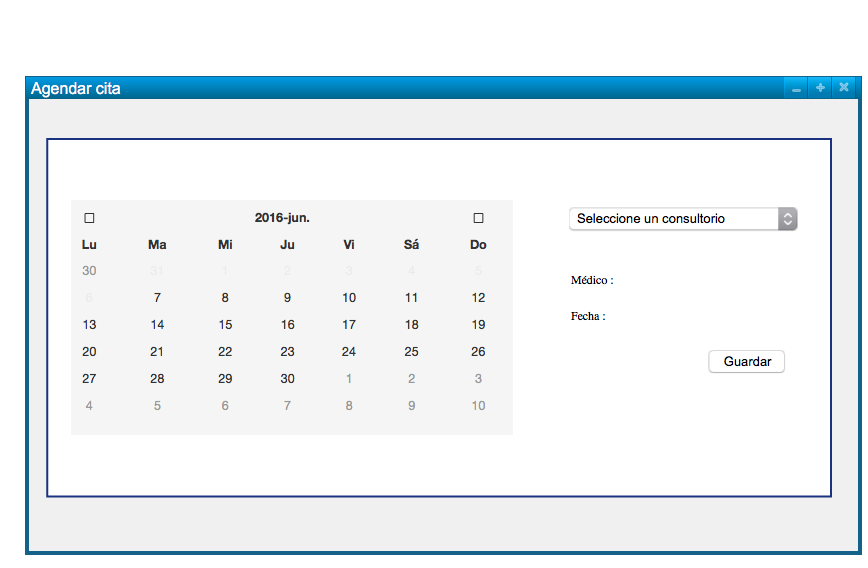 Agendar cita
2016-jun.
Lu Ma Mi Ju Vi Sá Do
30 31 1 2 3 4 5
6 7 8 9 10 11 12
13 14 15 16 17 18 19
20 21 22 23 24 25 26
27 28 29 30 1 2 3
4 5 6 7 8 9 10
Seleccione un consultorio
Médico :
Fecha :
Guardar